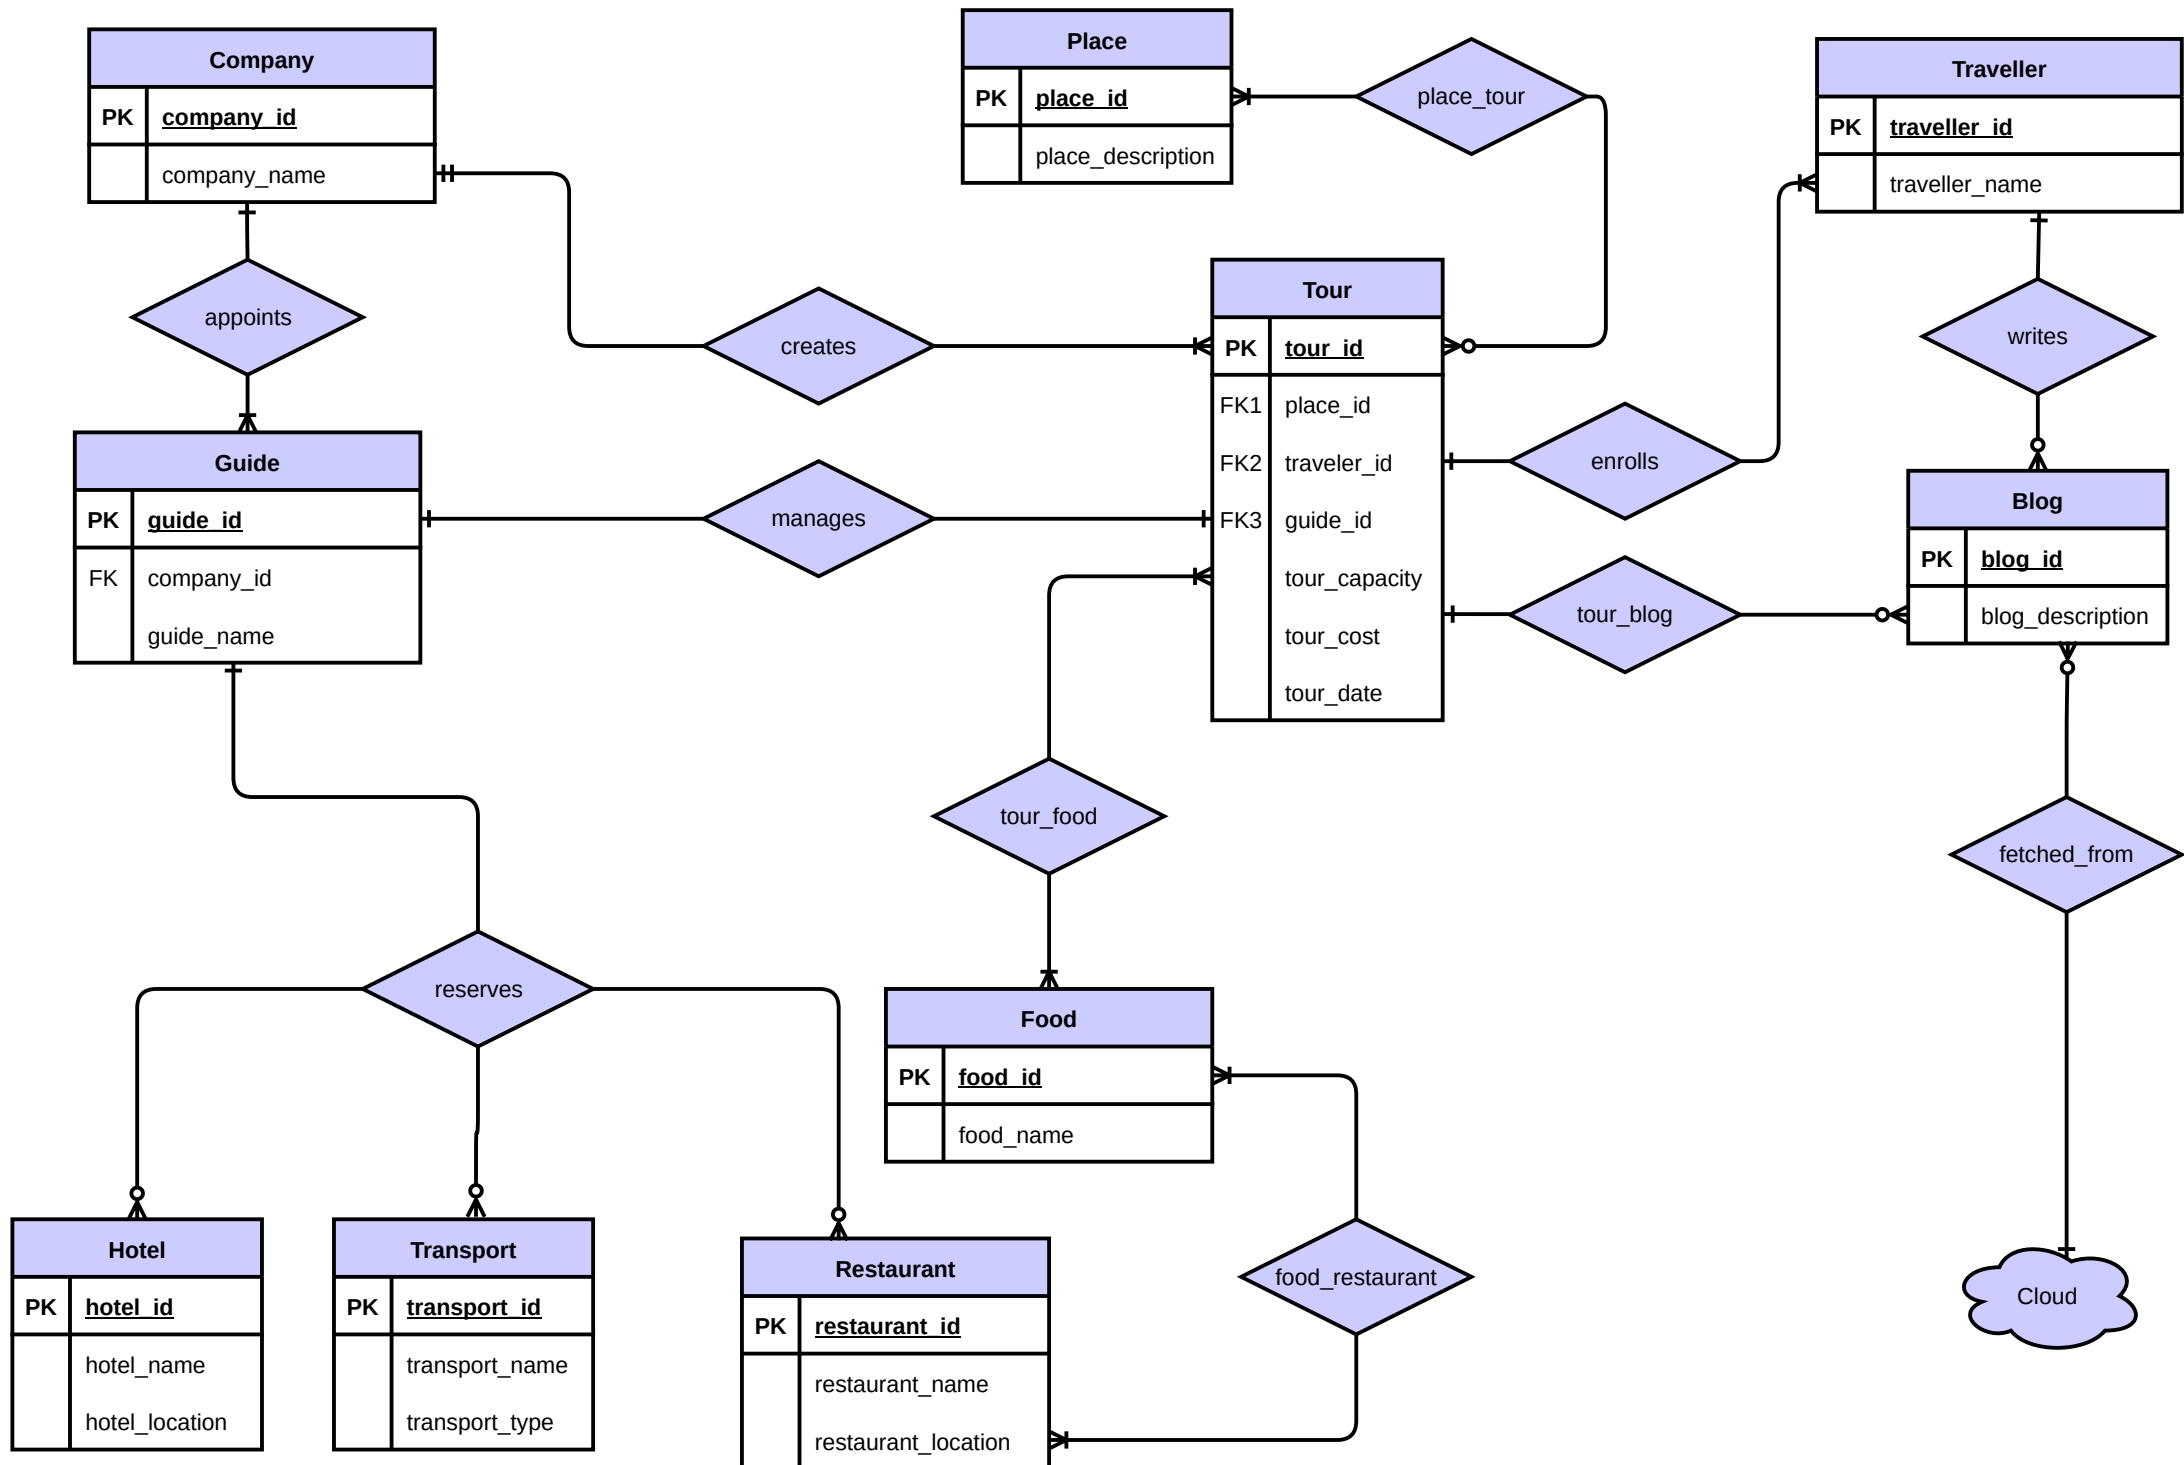 Company
PK company_id
company_name
Place
PK place_id
place_description
place_tour
Traveller
PK traveller_id
traveller_name
appoints
creates
Tour
PK tour_id
FK1 place_id
FK2 traveler_id
FK3 guide_id
tour_capacity
tour_cost
tour_date
writes
enrolls
Guide
PK guide_id
FK company_id
guide_name
manages
tour_blog
Blog
PK blog_id
blog_description
tour_food
fetched_from
reserves
Food
PK food_id
food_name
Hotel
PK hotel_id
hotel_name
hotel_location
Transport
PK transport_id
transport_name
transport_type
Restaurant
PK restaurant_id
restaurant_name
restaurant_location
food_restaurant
Cloud